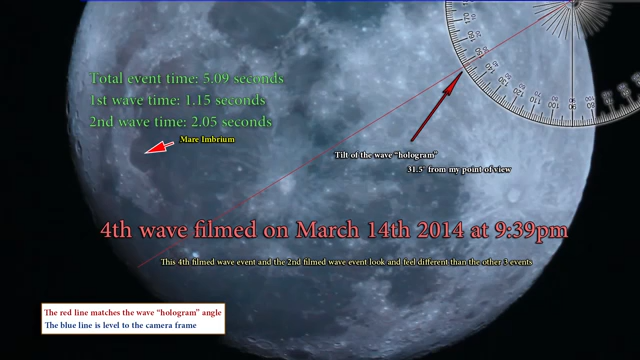 Total event time: 5.09 seconds
1st wave time: 1.15 seconds
2nd wave time: 2.05 seconds
Mare Imbrium
Tilt of the wave "hologram"
31.5° from my point of view
4th wave filmed on March 14th 2014 at 9:39pm
This 4th filmed wave event and the 2nd filmed wave event look and feel different than the other 3 events
The red line matches the wave "hologram" angle
The blue line is level to the camera frame